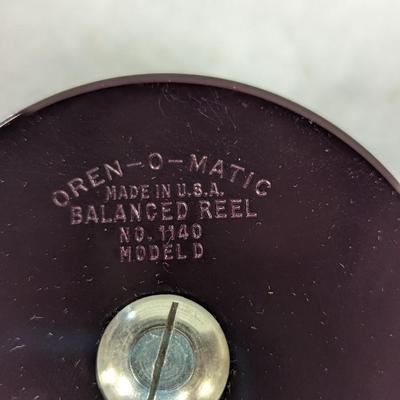 OREN-O-MATIC
MADE IN U.S.A.
BALANCED REEL
NO. 1140
MODEL D